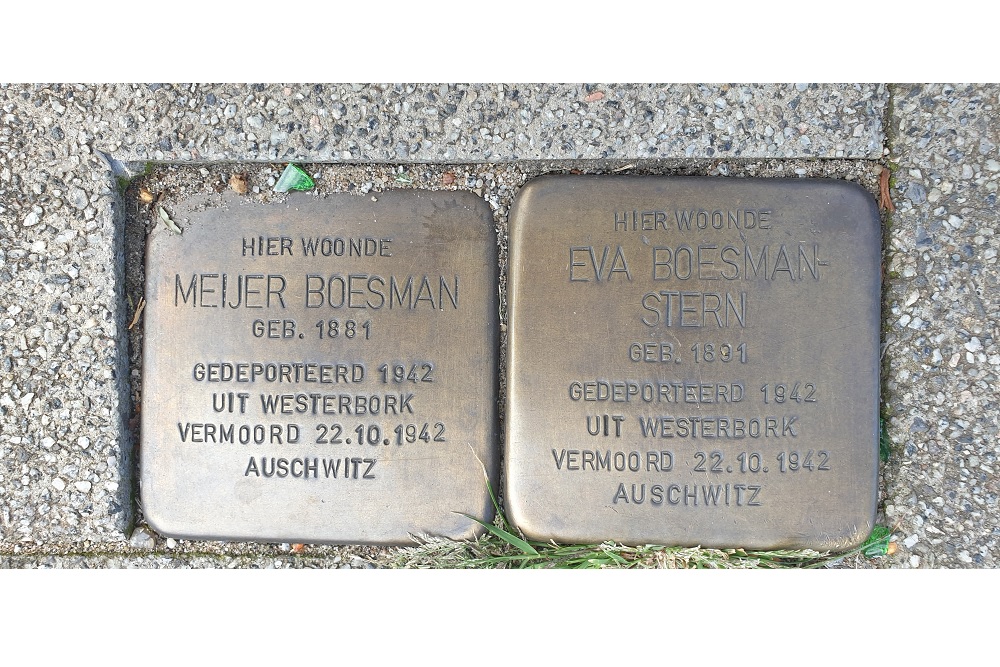 HIER WOONDE
MEIJER BOESMAN
GEB. 1881
GEDEPORTEERD 1942
UIT WESTERBORK
VERMOORD 22.10.1942
AUSCHWITZ
HIER WOONDE
EVA BOESMAN-
STERN
GEB. 1891
GEDEPORTEERD 1942
UIT WESTERBORK
VERMOORD 22.10.1942
AUSCHWITZ